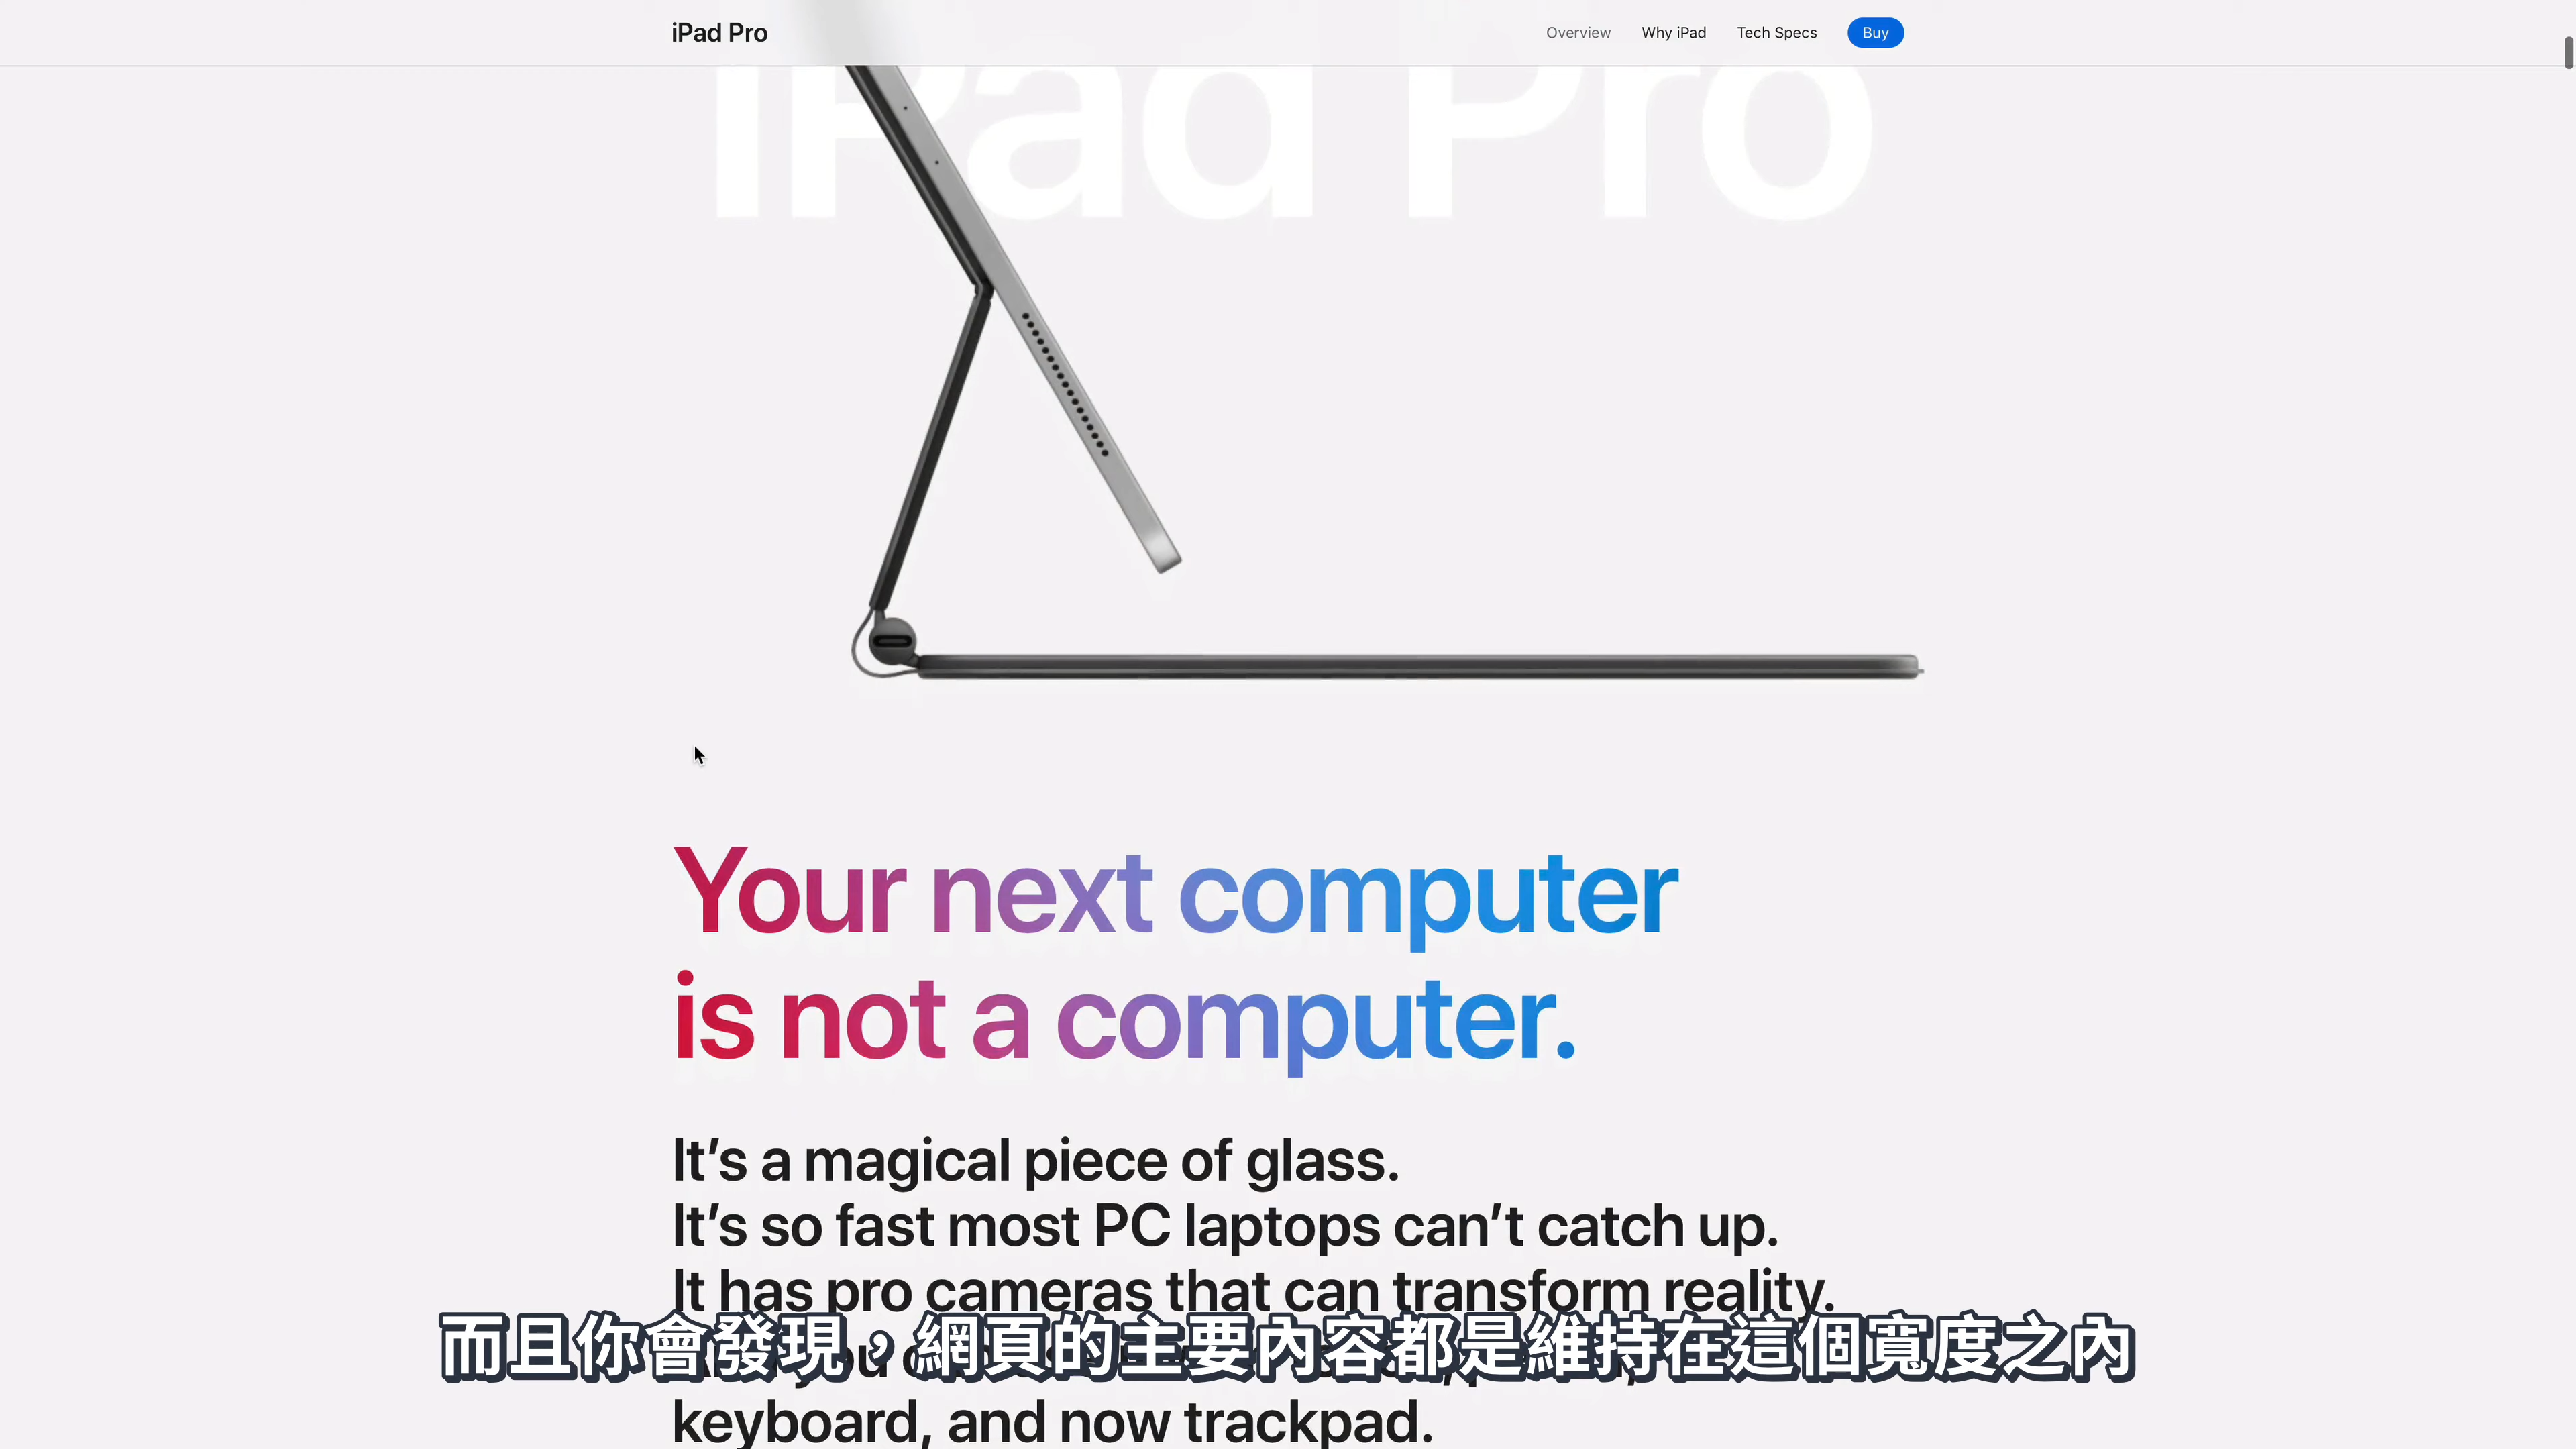 iPad Pro
Overview
Why iPad
Tech Specs
Buy
iPad Pro
Your next computer
is not a computer.
It's a magical piece of glass.
It's so fast most PC laptops can't catch up.
It has pro cameras that can transform reality.
而且你會發現，網頁的主要內容都是維持在這個寬度之內
keyboard, and now trackpad.